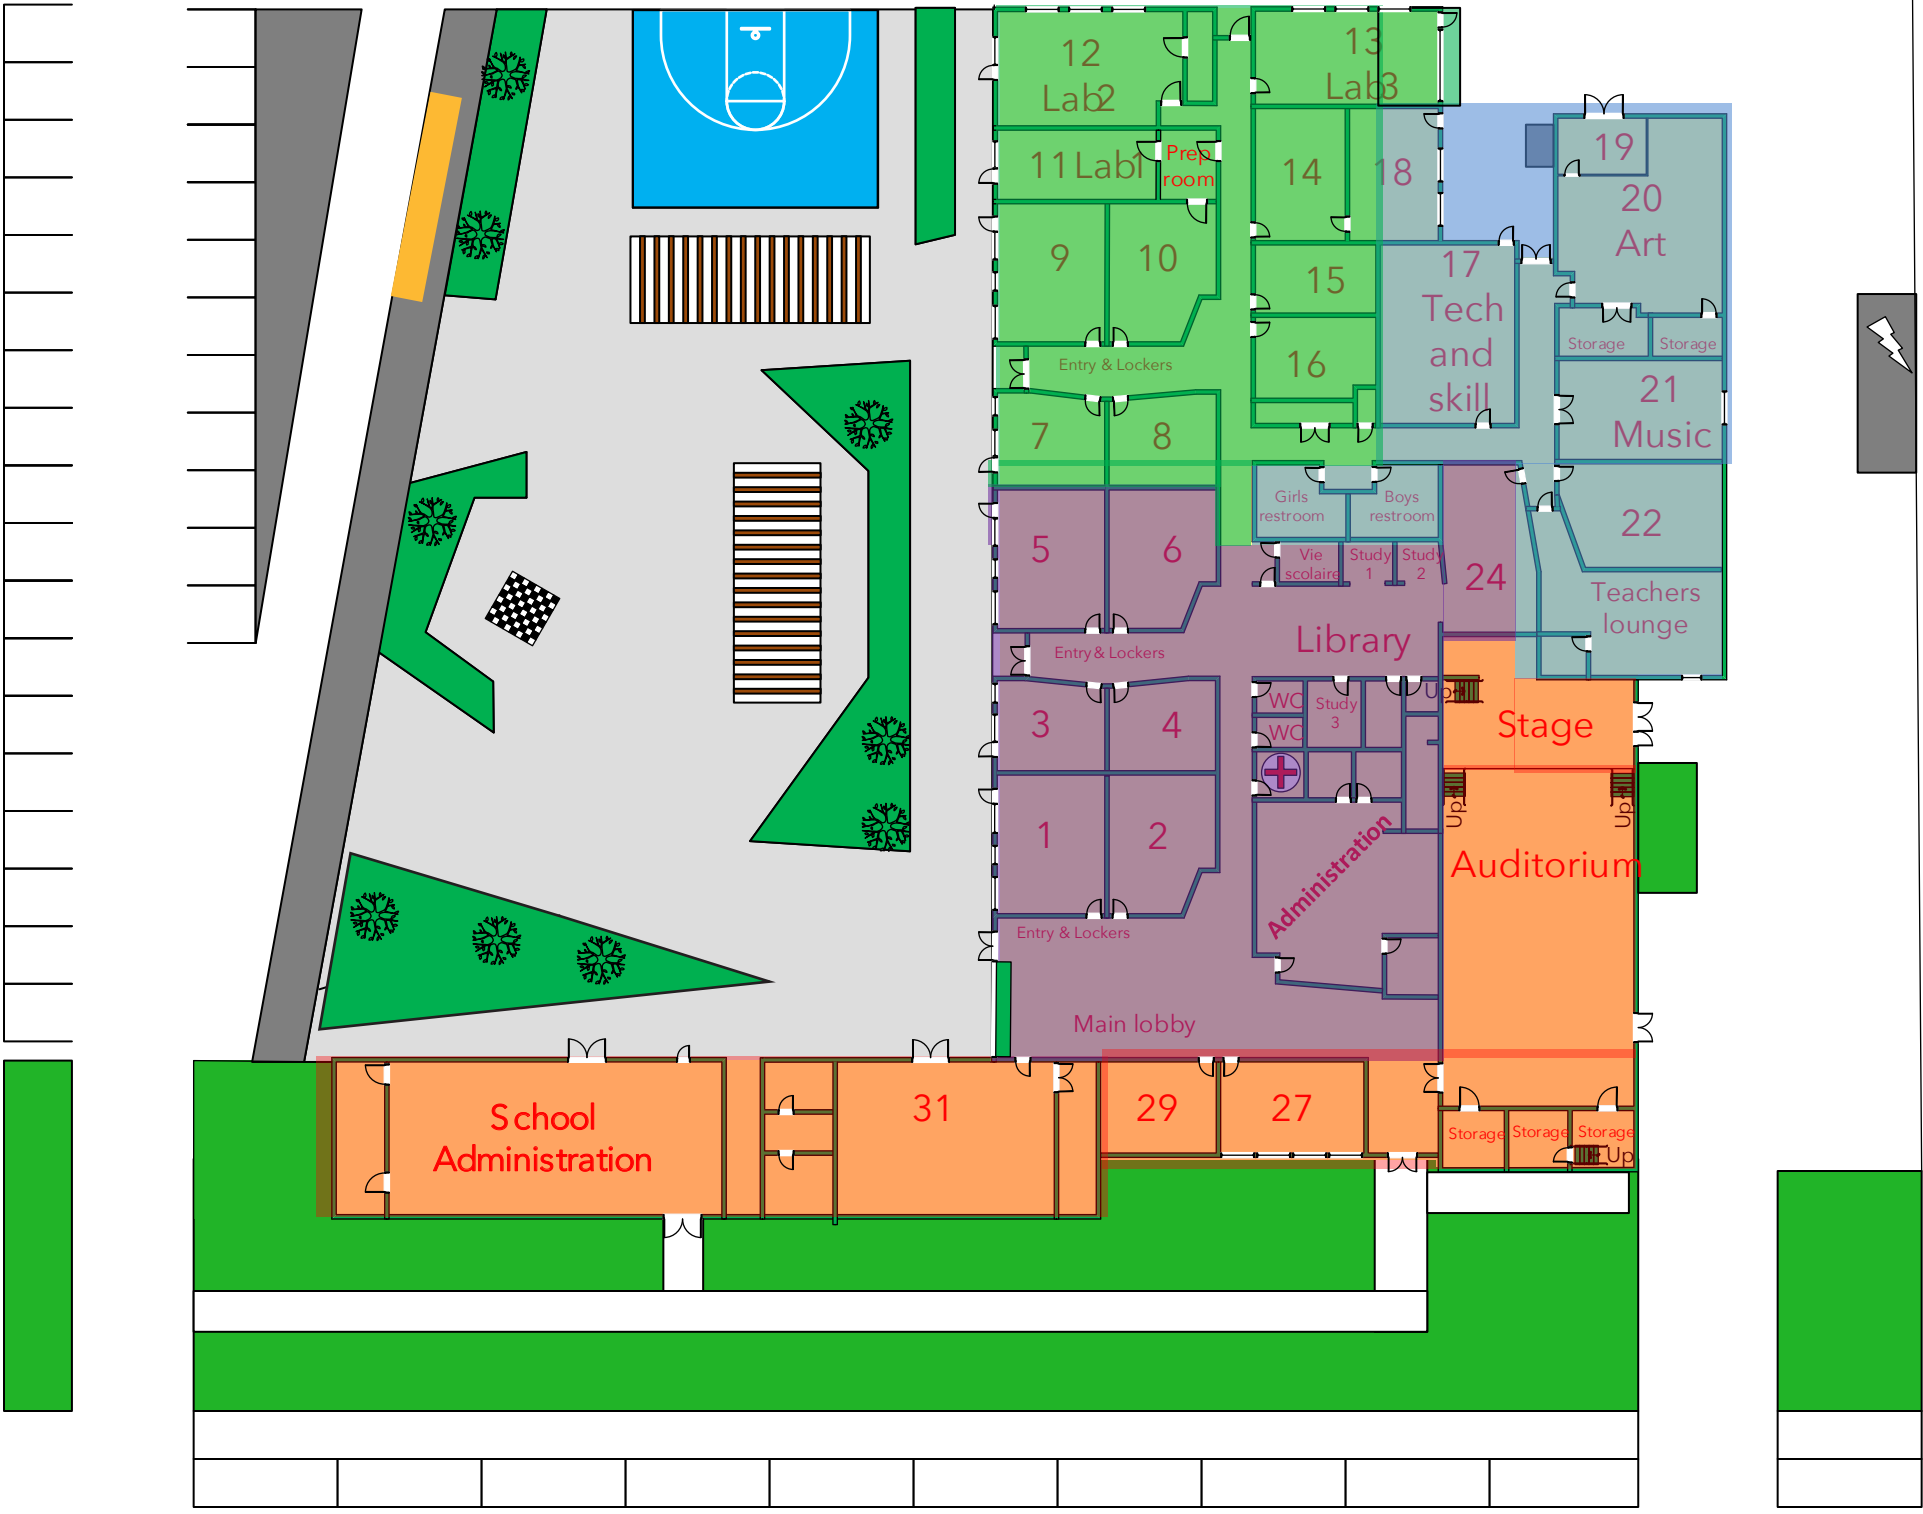 12
Lab2
13
Lab3
11 Lab1
Prep
room
14
18
19
20
Art
9
10
15
17
Tech
and
skill
16
Entry & Lockers
Storage
Storage
21
Music
7
8
Girls
restroom
Boys
restroom
22
5
6
Vie
scolaire
Study
1
Study
2
24
Teachers
lounge
Library
Entry & Lockers
3
4
WC
WC
Study
3
Up
Stage
1
2
Administration
Up
Up
Auditorium
Entry & Lockers
Main lobby
School
Administration
31
29
27
Storage
Storage
Storage
Up